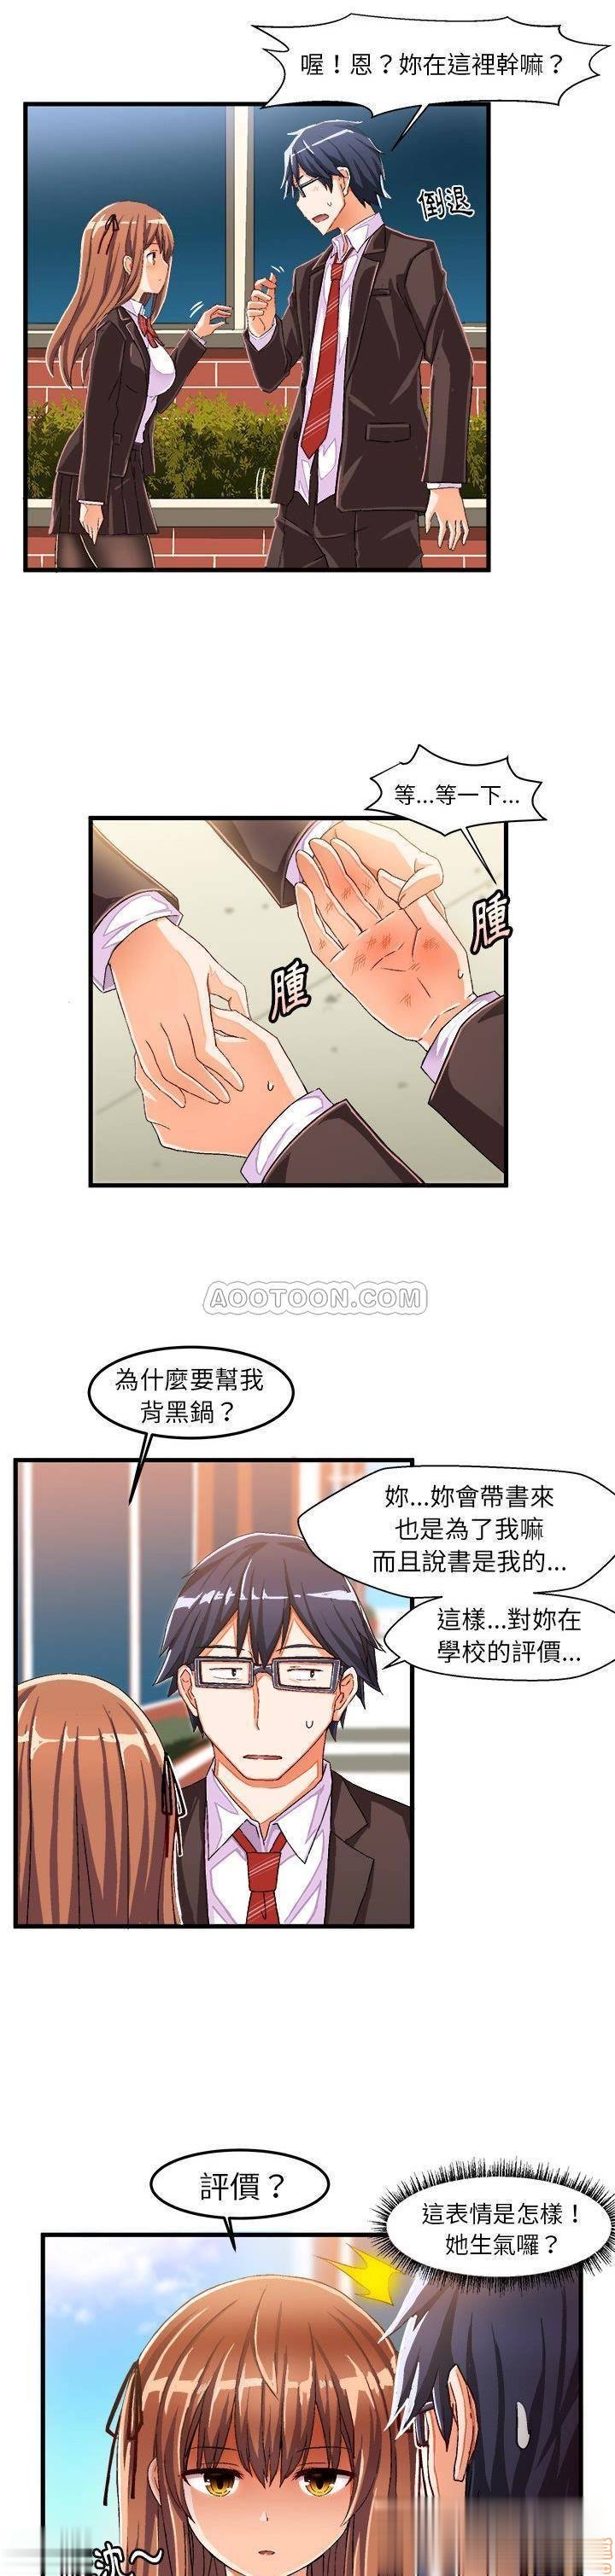 喔！恩？妳在這裡幹嘛？
倒退
等...等一下...
腫
腫
AOOTOON.COM
為什麼要幫我
背黑鍋？
妳...妳會帶書來
也是為了我嘛
而且說書是我的...
這樣...對妳在
學校的評價...
評價？
這表情是怎樣！
她生氣囉？
沈～